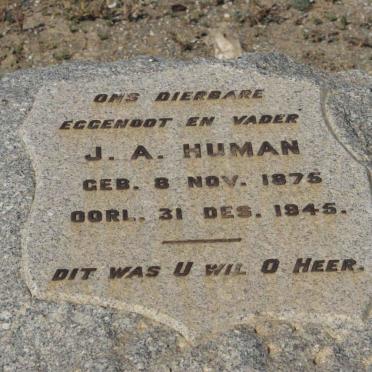 ONS DIERBARE
EGGENOOT EN VADER
J. A. HUMAN
GEB. 8 NOV. 1875
OORL. 31 DES. 1945.
DIT WAS U WIL O HEER.